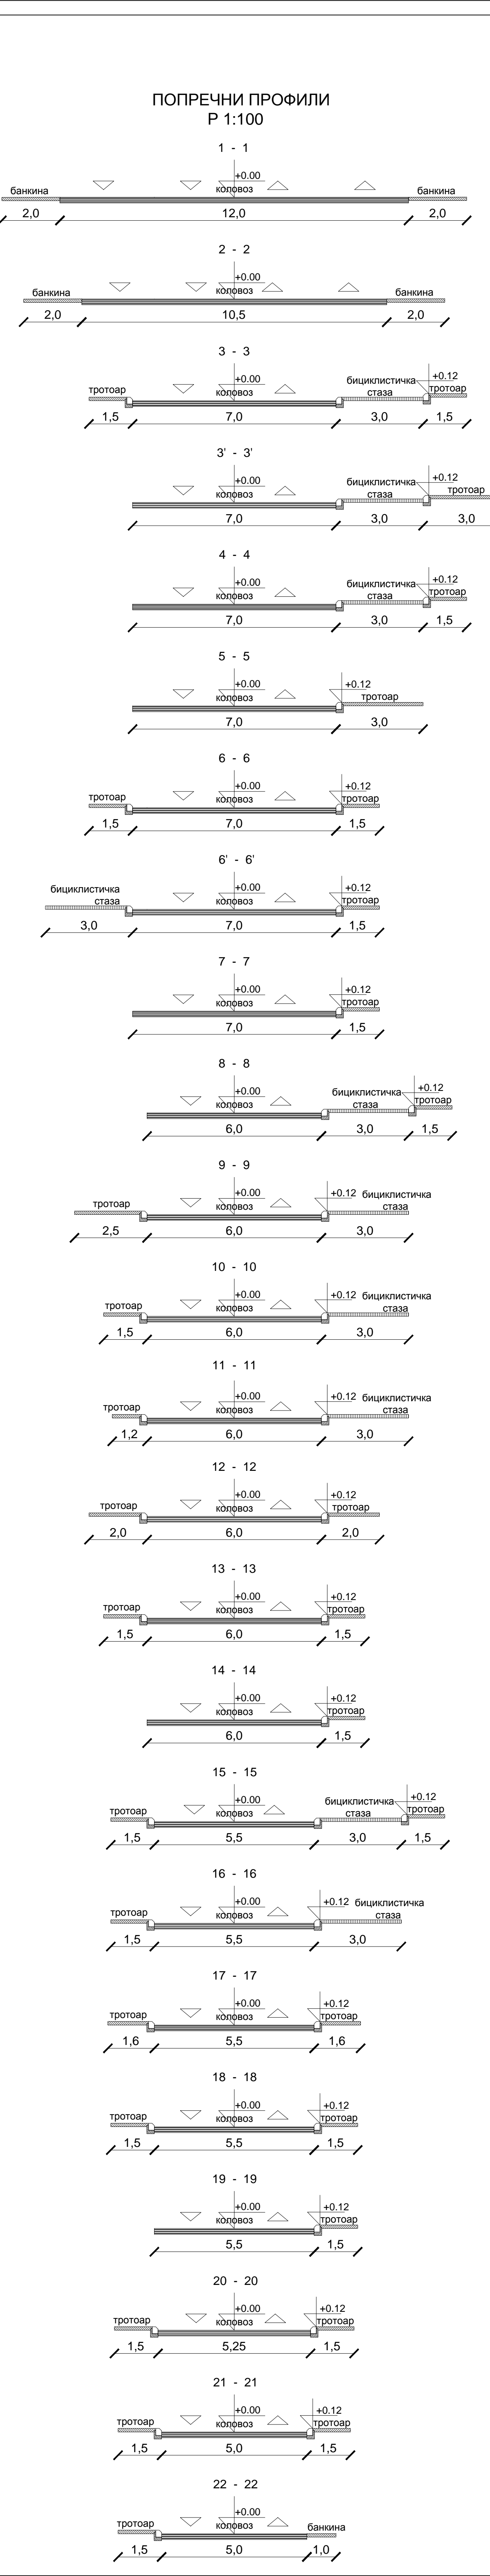 ПОПРЕЧНИ ПРОФИЛИ
Р 1:100
1 - 1
+0.00
банкина коловоз банкина
2,0 12,0 2,0
2 - 2
+0.00
банкина коловоз банкина
2,0 10,5 2,0
3 - 3
+0.00 бициклистичка +0.12
тротоар коловоз стаза тротоар
1,5 7,0 3,0 1,5
3' - 3'
+0.00 бициклистичка +0.12
коловоз стаза тротоар
7,0 3,0 3,0
4 - 4
+0.00 бициклистичка +0.12
коловоз стаза тротоар
7,0 3,0 1,5
5 - 5
+0.00 +0.12
коловоз тротоар
7,0 3,0
6 - 6
+0.00 +0.12
тротоар коловоз тротоар
1,5 7,0 1,5
6' - 6'
бициклистичка +0.00 +0.12
стаза коловоз тротоар
3,0 7,0 1,5
7 - 7
+0.00 +0.12
коловоз тротоар
7,0 1,5
8 - 8
+0.00 бициклистичка +0.12
коловоз стаза тротоар
6,0 3,0 1,5
9 - 9
+0.00 +0.12 бициклистичка
тротоар коловоз стаза
2,5 6,0 3,0
10 - 10
+0.00 +0.12 бициклистичка
тротоар коловоз стаза
1,5 6,0 3,0
11 - 11
+0.00 +0.12 бициклистичка
тротоар коловоз стаза
1,2 6,0 3,0
12 - 12
+0.00 +0.12
тротоар коловоз тротоар
2,0 6,0 2,0
13 - 13
+0.00 +0.12
тротоар коловоз тротоар
1,5 6,0 1,5
14 - 14
+0.00 +0.12
коловоз тротоар
6,0 1,5
15 - 15
+0.00 бициклистичка +0.12
тротоар коловоз стаза тротоар
1,5 5,5 3,0 1,5
16 - 16
+0.00 +0.12 бициклистичка
тротоар коловоз стаза
1,5 5,5 3,0
17 - 17
+0.00 +0.12
тротоар коловоз тротоар
1,6 5,5 1,6
18 - 18
+0.00 +0.12
тротоар коловоз тротоар
1,5 5,5 1,5
19 - 19
+0.00 +0.12
коловоз тротоар
5,5 1,5
20 - 20
+0.00 +0.12
тротоар коловоз тротоар
1,5 5,25 1,5
21 - 21
+0.00 +0.12
тротоар коловоз тротоар
1,5 5,0 1,5
22 - 22
+0.00
тротоар коловоз банкина
1,5 5,0 1,0